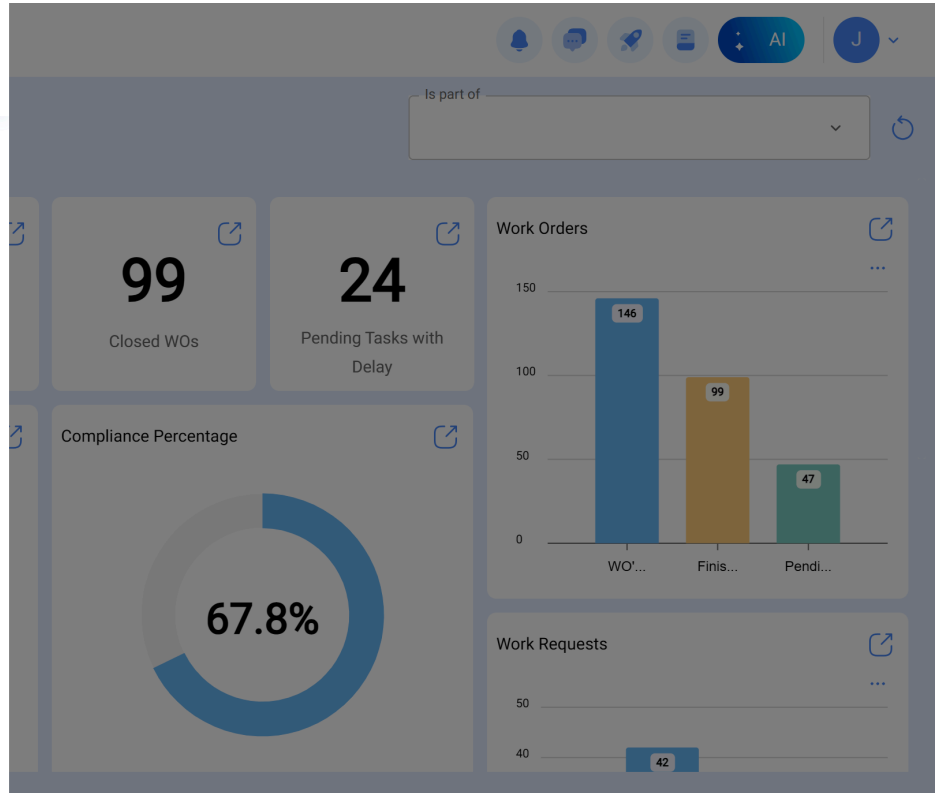 AI
J
Is part of
99
Closed WOs
24
Pending Tasks with
Delay
Work Orders
...
150
146
100
99
50
47
0
WO'...
Finis...
Pendi...
Compliance Percentage
67.8%
Work Requests
...
50
40
42